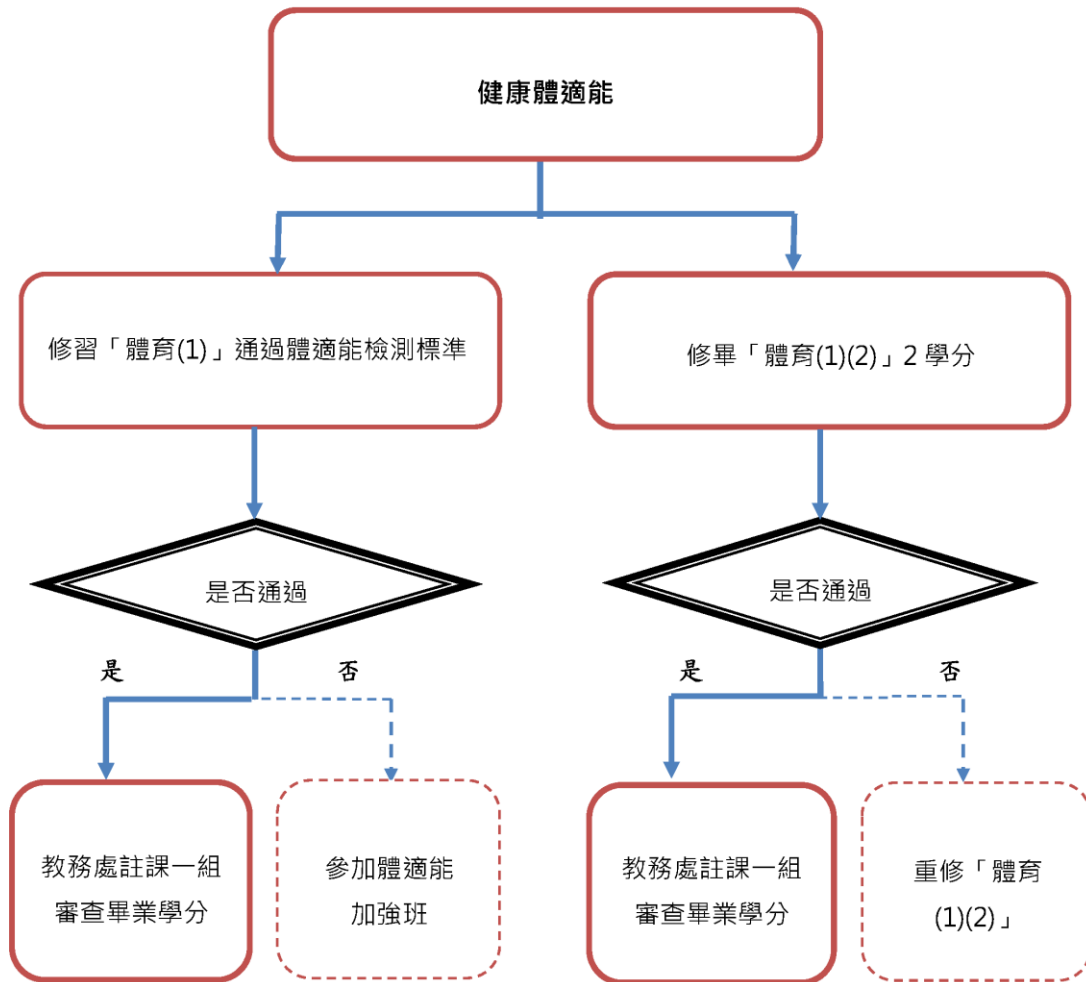 健康體適能
修習「體育(1)」通過體適能檢測標準
修畢「體育(1)(2)」2 學分
是否通過
是否通過
是
否
是
否
教務處註課一組
審查畢業學分
參加體適能
加強班
教務處註課一組
審查畢業學分
重修「體育
(1)(2)」